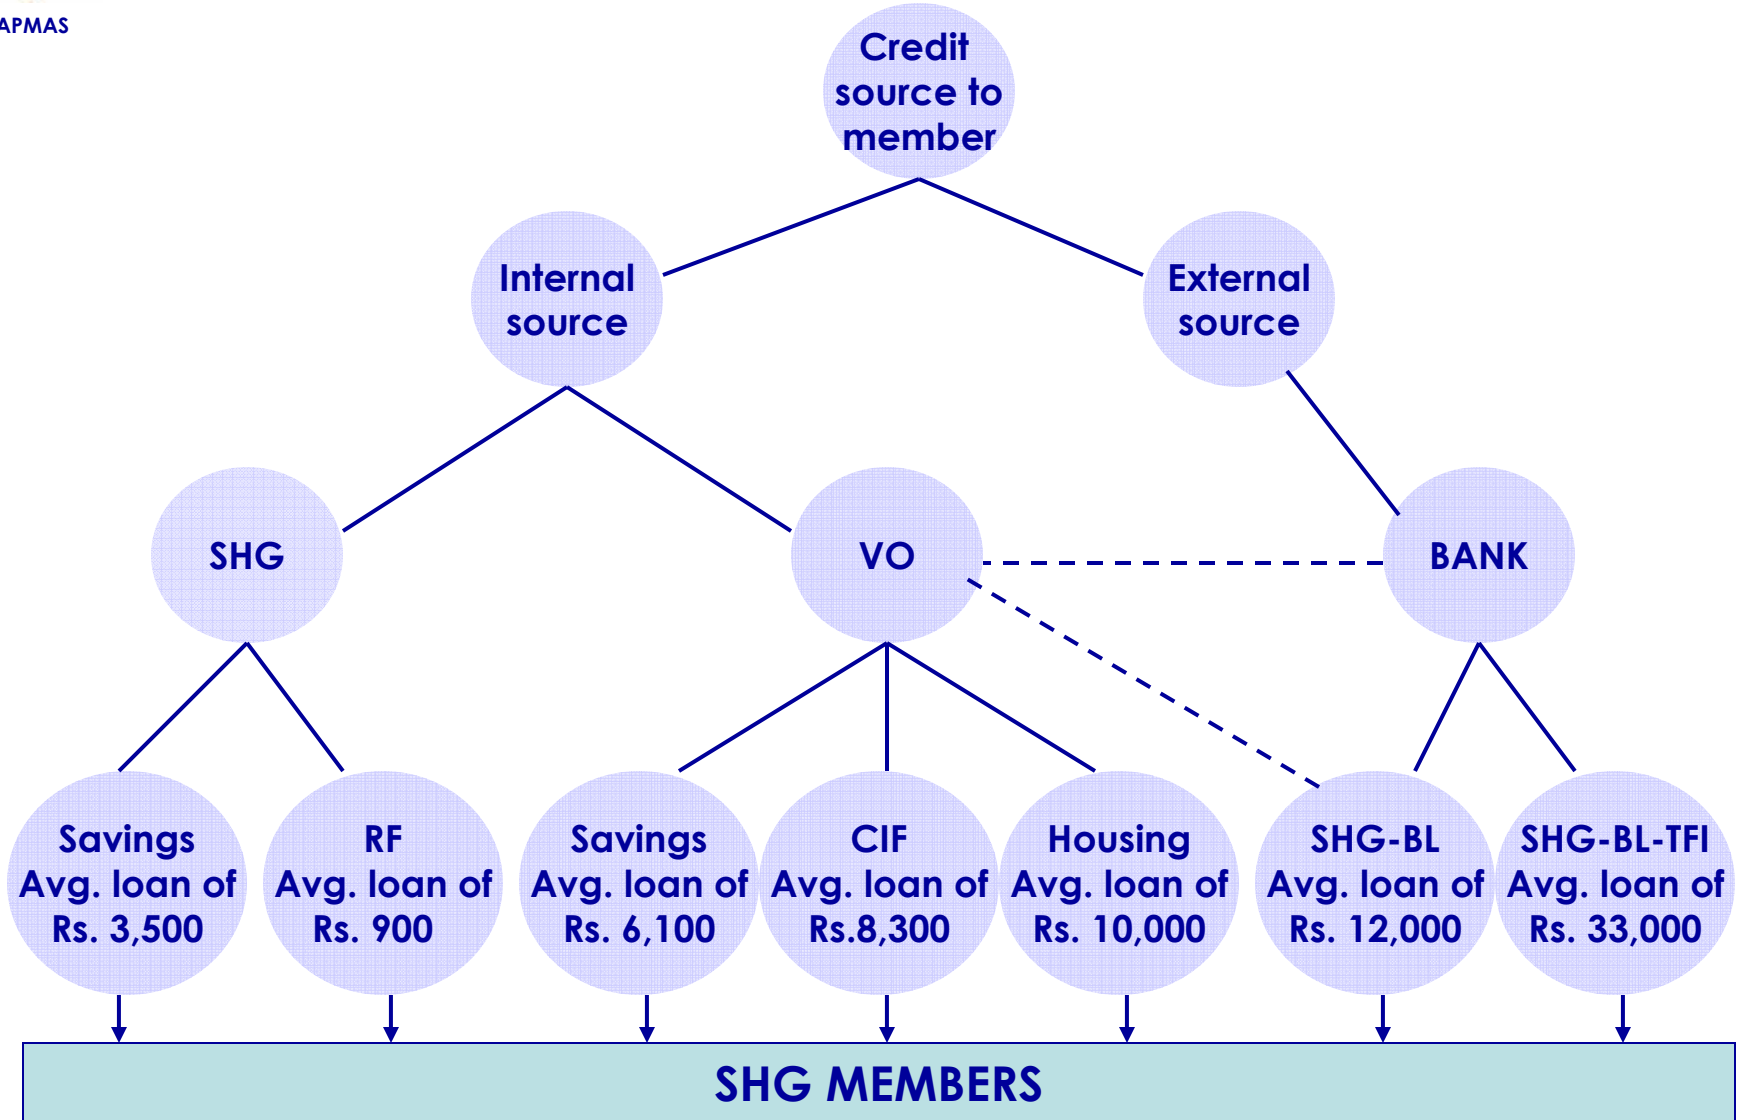 APMAS
Credit
source to
member
Internal
source
External
source
SHG
VO
BANK
Savings
Avg. loan of
Rs. 3,500
RF
Avg. loan of
Rs. 900
Savings
Avg. loan of
Rs. 6,100
CIF
Avg. loan of
Rs.8,300
Housing
Avg. loan of
Rs. 10,000
SHG-BL
Avg. loan of
Rs. 12,000
SHG-BL-TFI
Avg. loan of
Rs. 33,000
SHG MEMBERS